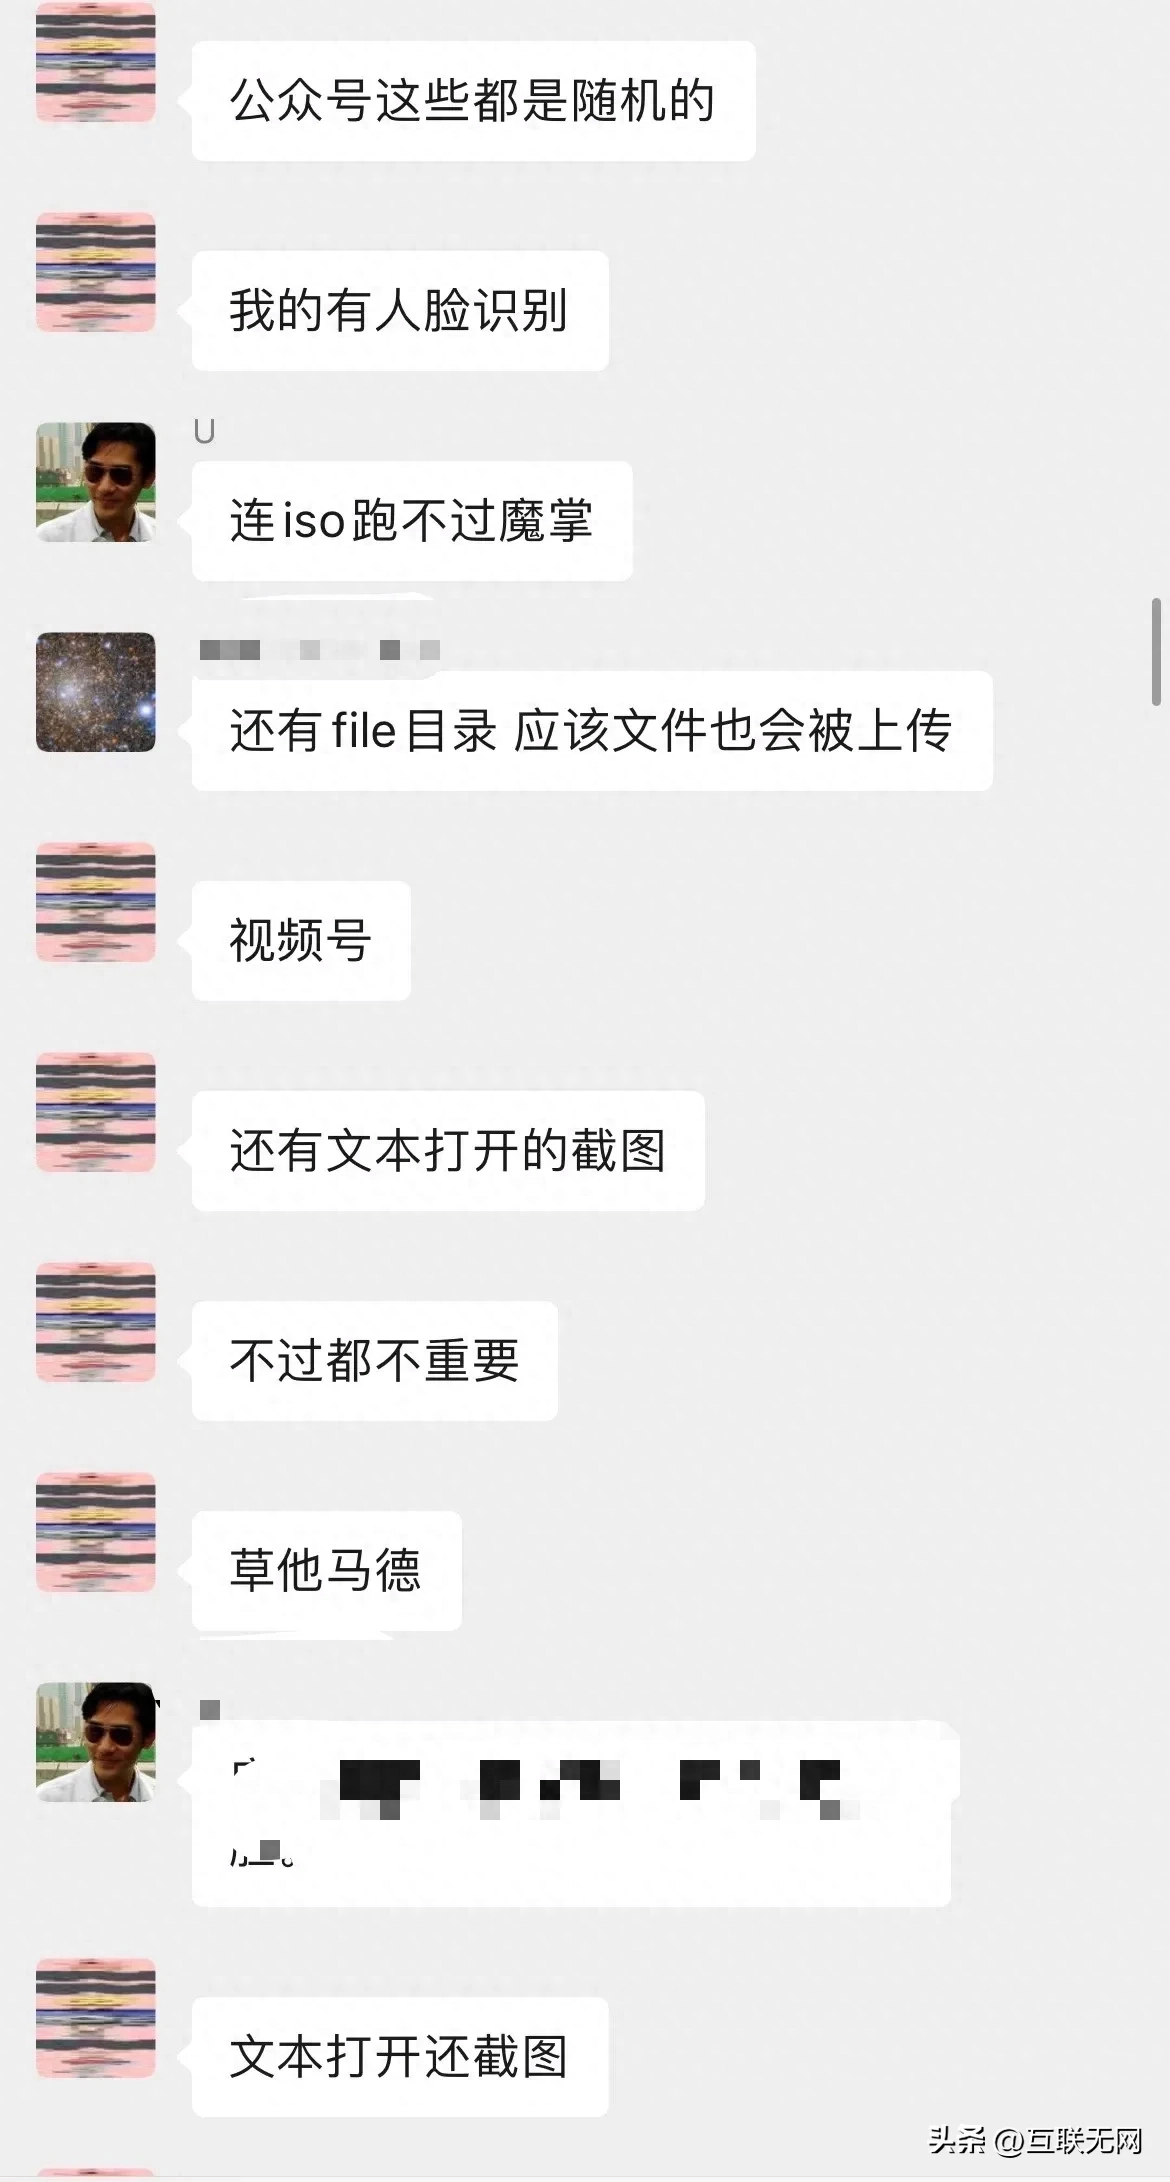 公众号这些都是随机的
我的有人脸识别
U
连iso跑不过魔掌
还有file目录 应该文件也会被上传
视频号
还有文本打开的截图
不过都不重要
草他马德
文本打开还截图
头条 @互联无网